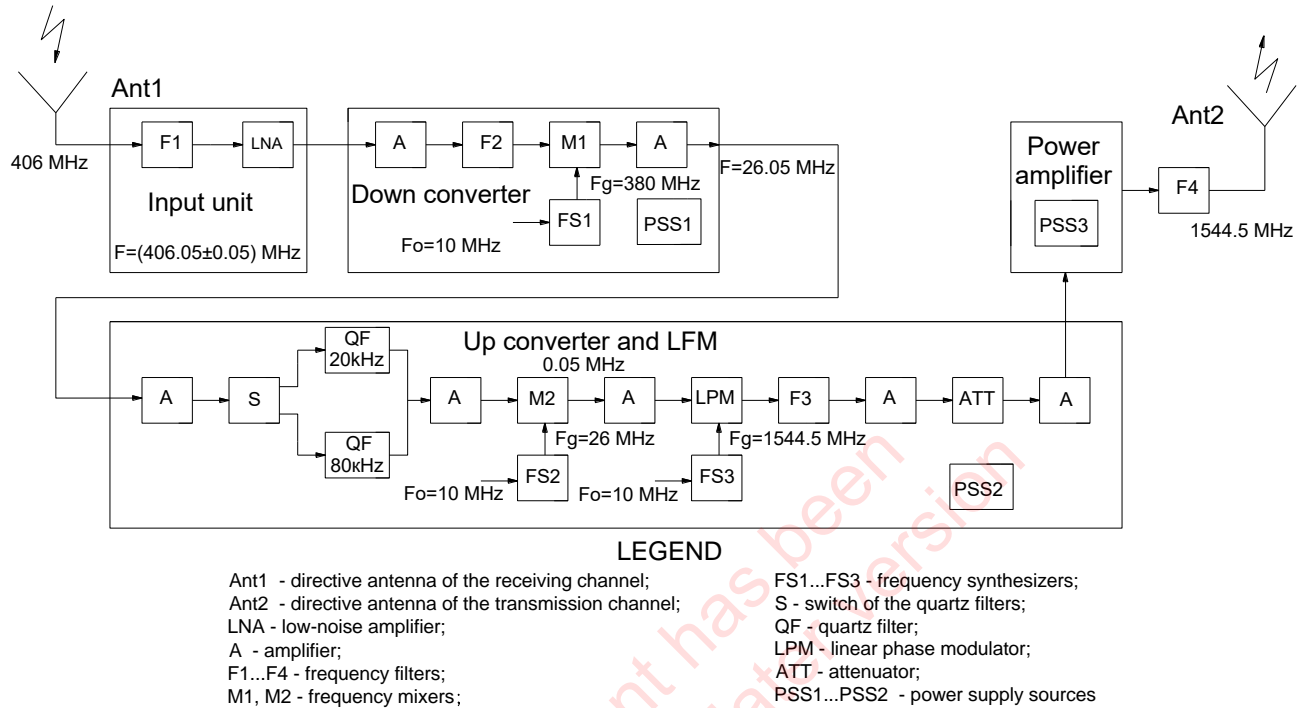 Ant1
406 MHz
F1
LNA
Input unit
F=(406.05±0.05) MHz
A
F2
M1
A
F=26.05 MHz
Fg=380 MHz
Down converter
FS1
PSS1
Fo=10 MHz
Power
amplifier
PSS3
Ant2
F4
1544.5 MHz
Up converter and LFM
0.05 MHz
QF
20kHz
A
S
A
M2
A
LPM
F3
A
ATT
A
QF
80кHz
Fg=26 MHz
Fg=1544.5 MHz
Fo=10 MHz
FS2
Fo=10 MHz
FS3
PSS2
LEGEND
Ant1 - directive antenna of the receiving channel;
Ant2 - directive antenna of the transmission channel;
LNA - low-noise amplifier;
A - amplifier;
F1...F4 - frequency filters;
M1, M2 - frequency mixers;
FS1...FS3 - frequency synthesizers;
S - switch of the quartz filters;
QF - quartz filter;
LPM - linear phase modulator;
ATT - attenuator;
PSS1...PSS2 - power supply sources
has been
version